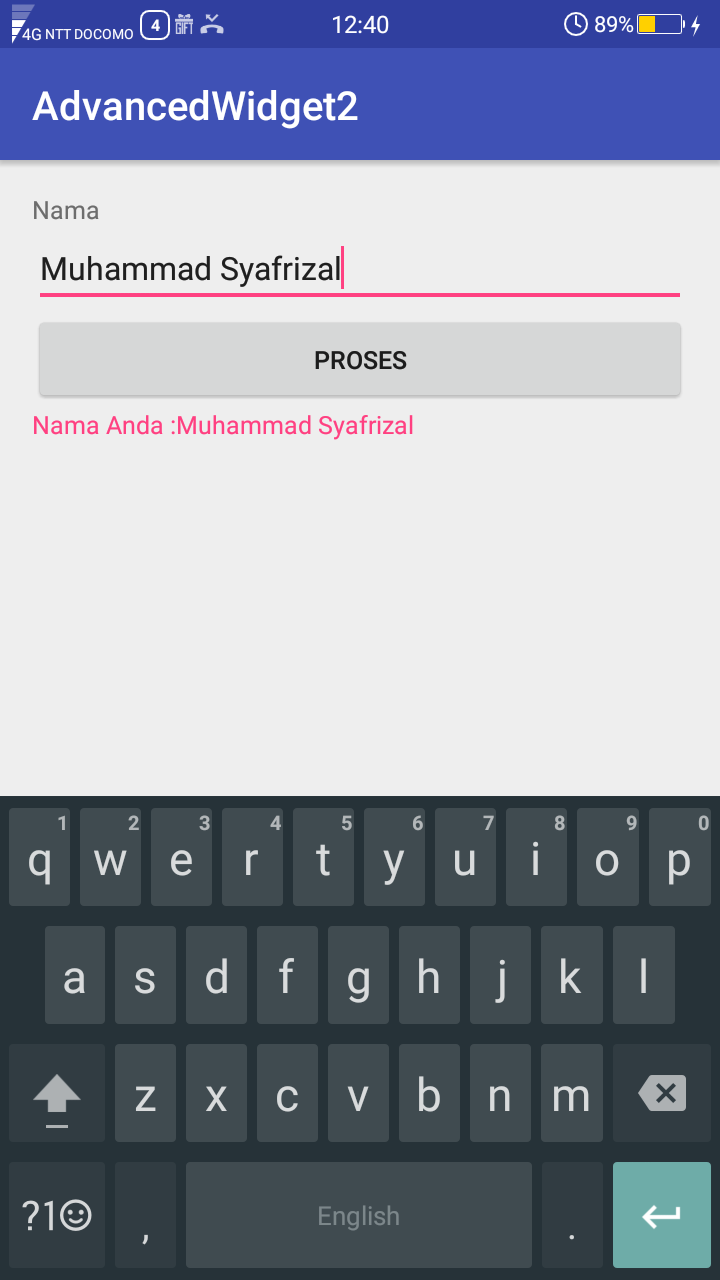 4G NTT DOCOMO 4 GIFT 12:40 89%
AdvancedWidget2
Nama
Muhammad Syafrizal
PROSES
Nama Anda :Muhammad Syafrizal
1 2 3 4 5 6 7 8 9 0
q w e r t y u i o p
a s d f g h j k l
z x c v b n m
?1 , English .